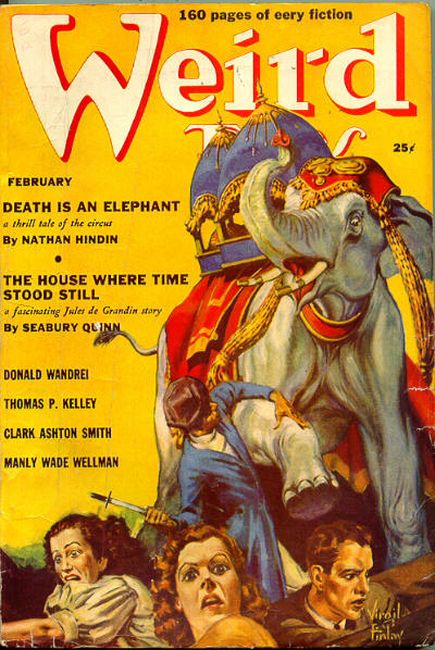 160 pages of eery fiction
Weird
25¢
FEBRUARY
DEATH IS AN ELEPHANT
a thrill tale of the circus
By NATHAN HINDIN
•
THE HOUSE WHERE TIME
STOOD STILL
a fascinating Jules de Grandin story
By SEABURY QUINN
DONALD WANDREI
THOMAS P. KELLEY
CLARK ASHTON SMITH
MANLY WADE WELLMAN
Virgil
Finlay